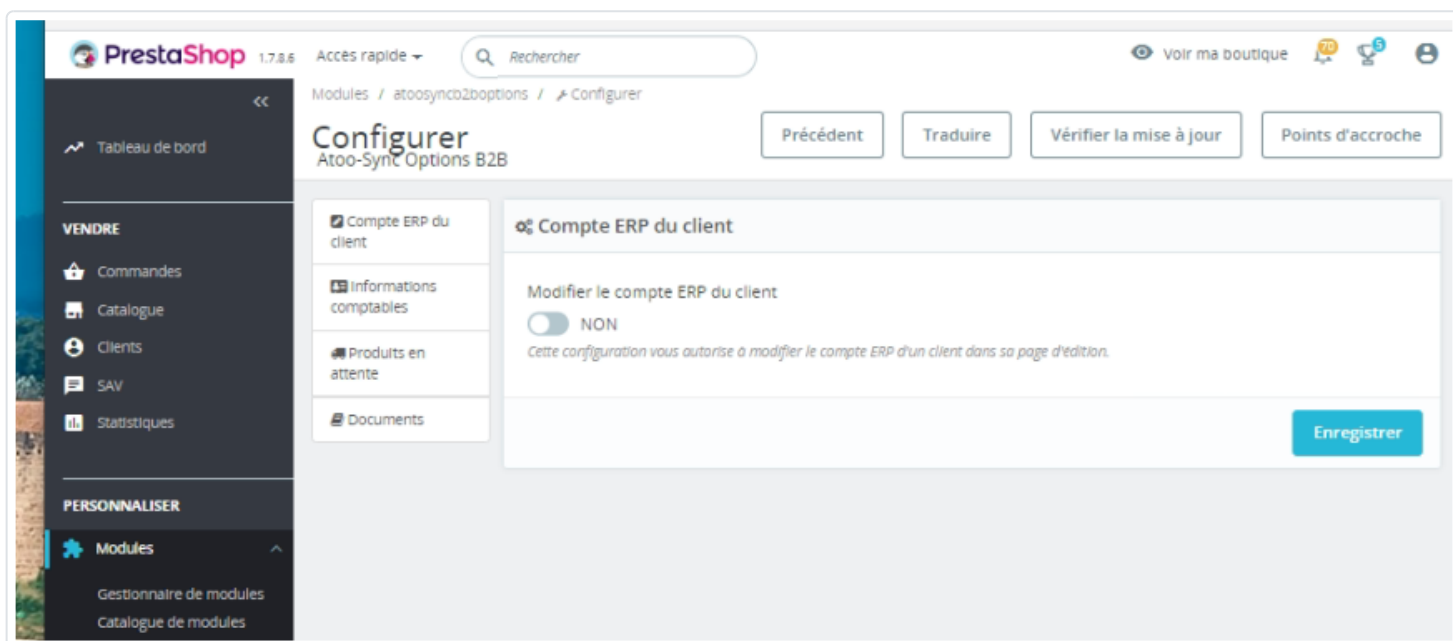 PrestaShop 1.7.8.6 Accès rapide Rechercher Voir ma boutique 70 5
Modules / atoosyncb2boptions / Configurer
Configurer
Atoo-Sync Options B2B
Précédent Traduire Vérifier la mise à jour Points d'accroche
Tableau de bord
VENDRE
Commandes
Catalogue
Clients
SAV
Statistiques
PERSONNALISER
Modules
Gestionnaire de modules
Catalogue de modules
Compte ERP du
client
Informations
comptables
Produits en
attente
Documents
Compte ERP du client
Modifier le compte ERP du client
NON
Cette configuration vous autorise à modifier le compte ERP d'un client dans sa page d'édition.
Enregistrer